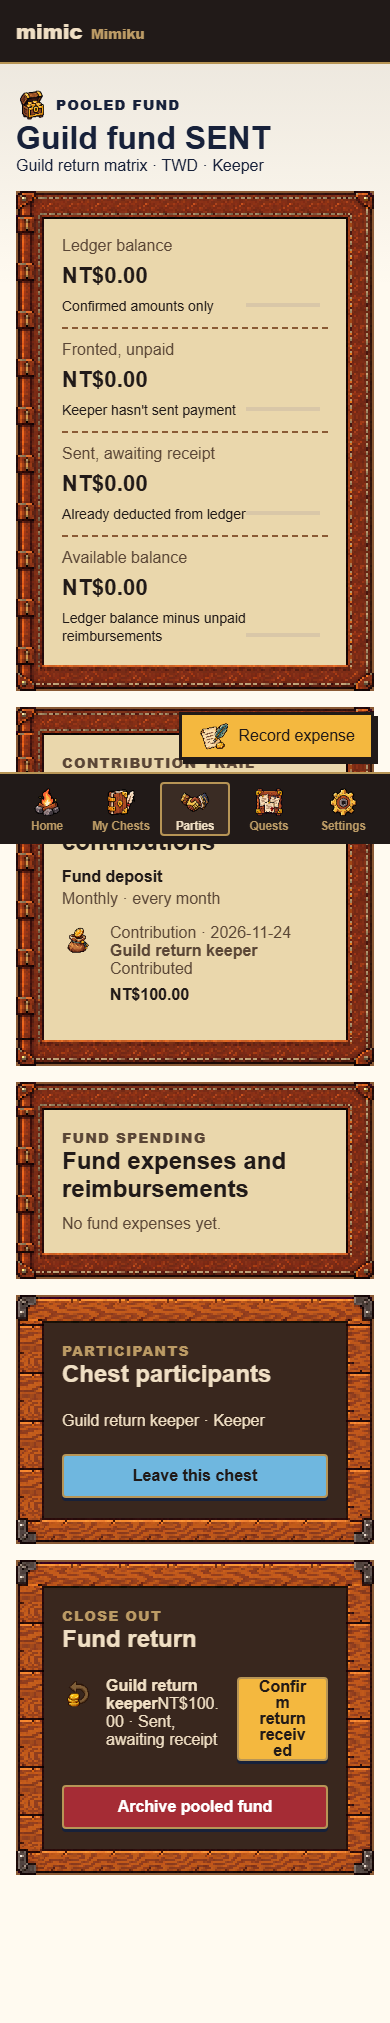 mimic Mimiku
POOLED FUND
Guild fund SENT
Guild return matrix · TWD · Keeper
Ledger balance
NT$0.00
Confirmed amounts only
Fronted, unpaid
NT$0.00
Keeper hasn't sent payment
Sent, awaiting receipt
NT$0.00
Already deducted from ledger
Available balance
NT$0.00
Ledger balance minus unpaid
reimbursements
Record expense
CONTRIBUTION TRAIL
Home
My Chests
Parties
Quests
Settings
contributions
Fund deposit
Monthly · every month
Contribution · 2026-11-24
Guild return keeper
Contributed
NT$100.00
FUND SPENDING
Fund expenses and
reimbursements
No fund expenses yet.
PARTICIPANTS
Chest participants
Guild return keeper · Keeper
Leave this chest
CLOSE OUT
Fund return
Guild return
keeperNT$100.
00 · Sent,
awaiting receipt
Confir
m
return
receiv
ed
Archive pooled fund